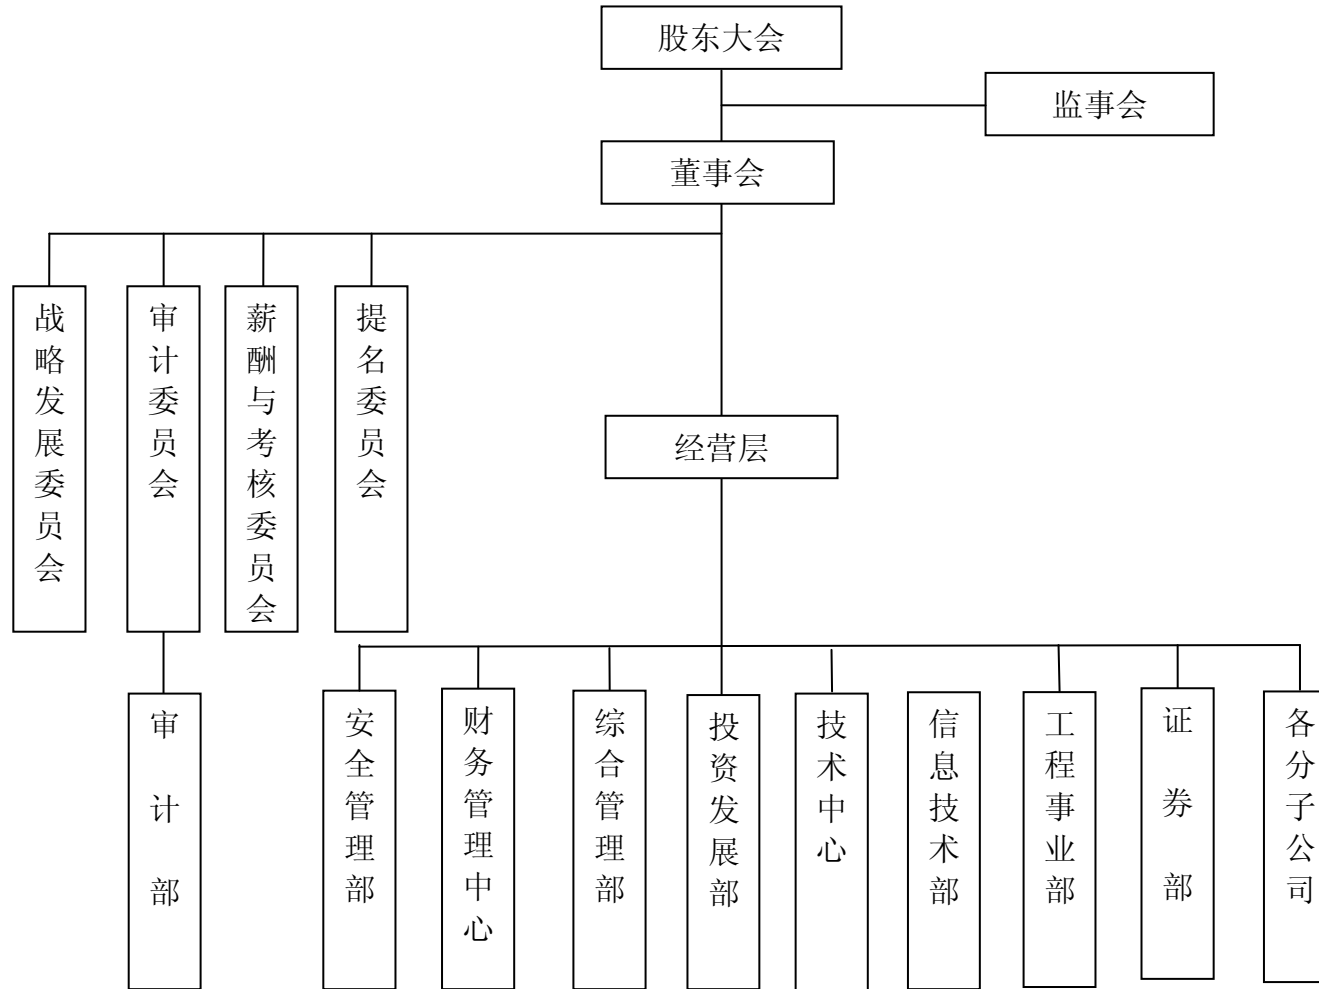 股东大会
监事会
董事会
战略发展委员会
审计委员会
薪酬与考核委员会
提名委员会
经营层
审计部
安全管理部
财务管理中心
综合管理部
投资发展部
技术中心
信息技术部
工程事业部
证券部
各分子公司